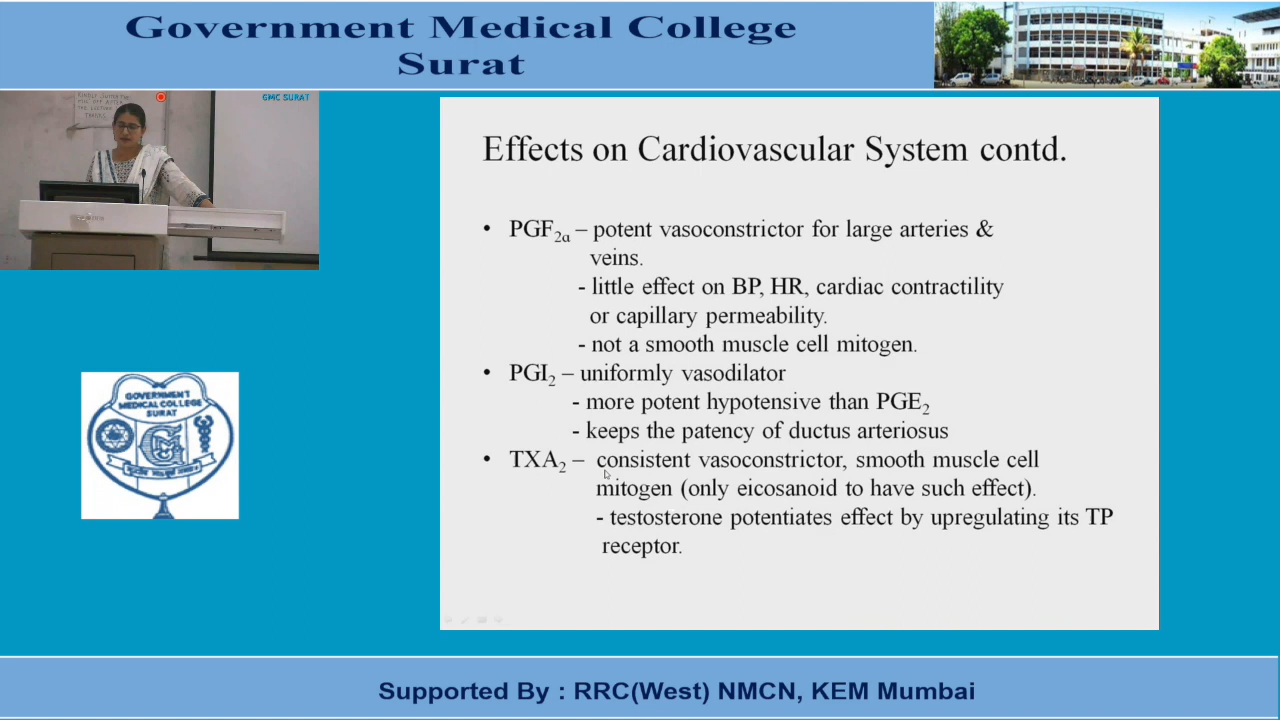 Government Medical College
Surat
GMC SURAT
GOVERNMENT
MEDICAL COLLEGE
SURAT
Effects on Cardiovascular System contd.
• PGF2α – potent vasoconstrictor for large arteries &
veins.
- little effect on BP, HR, cardiac contractility
or capillary permeability.
- not a smooth muscle cell mitogen.
• PGI2 – uniformly vasodilator
- more potent hypotensive than PGE2
- keeps the patency of ductus arteriosus
• TXA2 – consistent vasoconstrictor, smooth muscle cell
mitogen (only eicosanoid to have such effect).
- testosterone potentiates effect by upregulating its TP
receptor.
Supported By : RRC(West) NMCN, KEM Mumbai